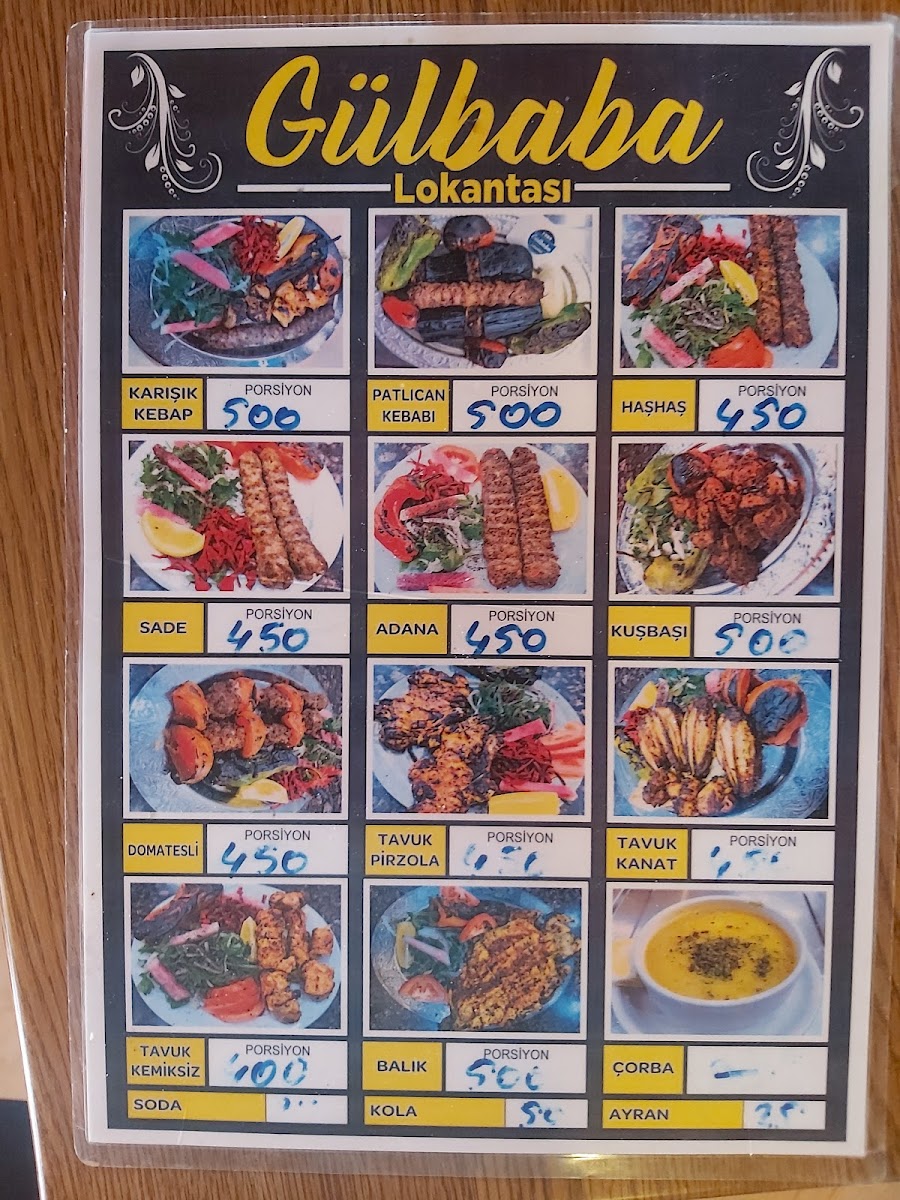 Gülbaba
Lokantası
KARIŞIK KEBAP
PORSİYON
500
PATLICAN KEBABI
PORSİYON
500
HAŞHAŞ
PORSİYON
450
SADE
PORSİYON
450
ADANA
PORSİYON
450
KUŞBAŞI
PORSİYON
500
DOMATESLİ
PORSİYON
450
TAVUK PİRZOLA
PORSİYON
TAVUK KANAT
PORSİYON
TAVUK KEMİKSİZ
PORSİYON
400
BALIK
PORSİYON
500
ÇORBA
SODA
KOLA
50
AYRAN